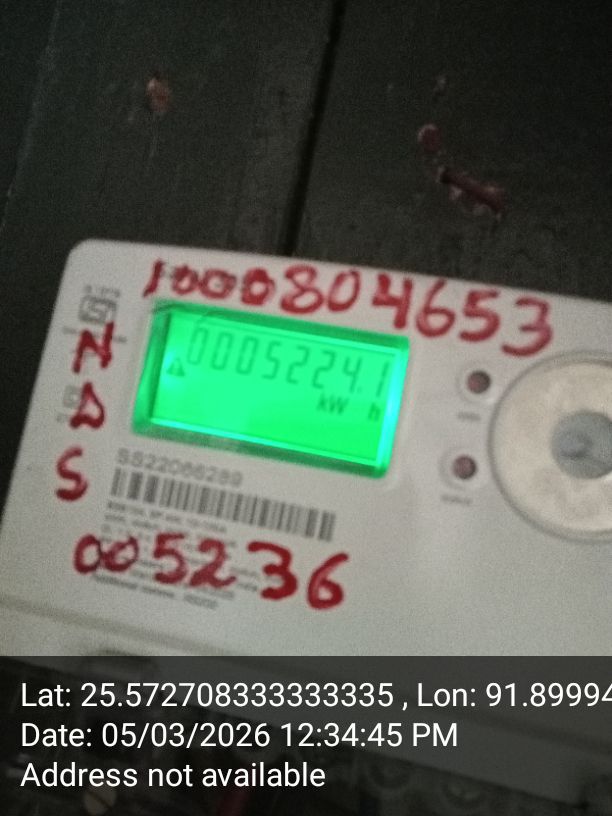 1000804653
N
D
S
0005224.1
kW h
SS22066289
005236
Lat: 25.572708333333335 , Lon: 91.89994
Date: 05/03/2026 12:34:45 PM
Address not available